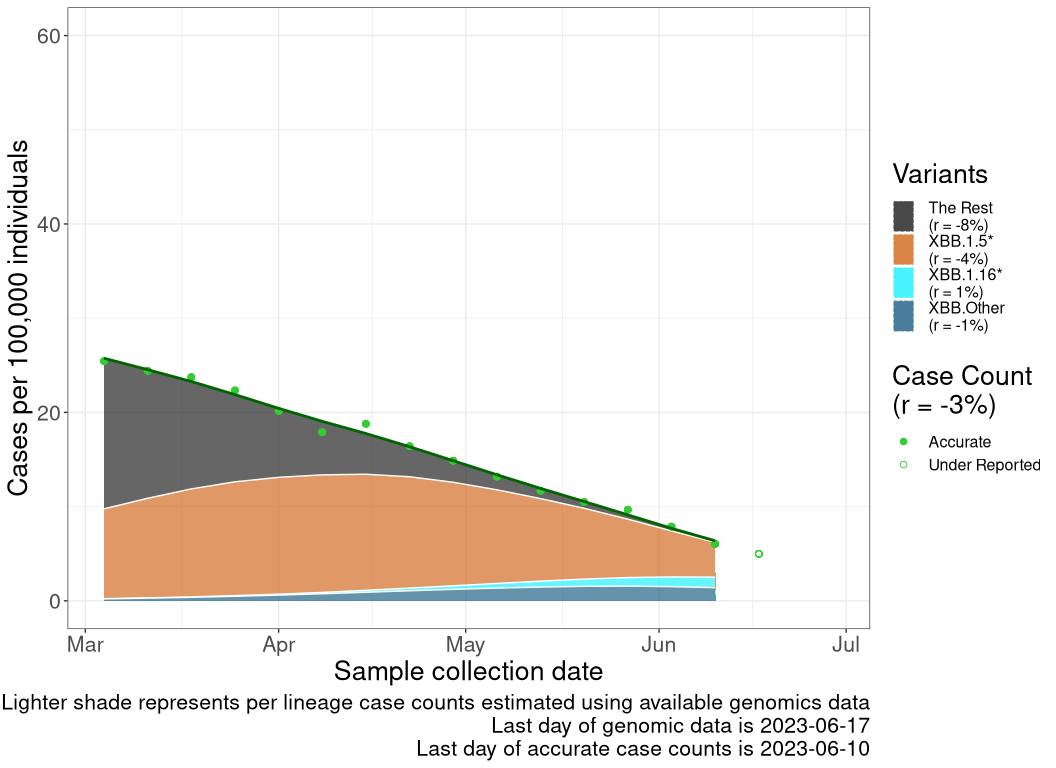 Cases per 100,000 individuals
60
40
20
0
Mar
Apr
May
Jun
Jul
Sample collection date
Variants
The Rest
(r = -8%)
XBB.1.5*
(r = -4%)
XBB.1.16*
(r = 1%)
XBB.Other
(r = -1%)
Case Count
(r = -3%)
Accurate
Under Reported
Lighter shade represents per lineage case counts estimated using available genomics data
Last day of genomic data is 2023-06-17
Last day of accurate case counts is 2023-06-10